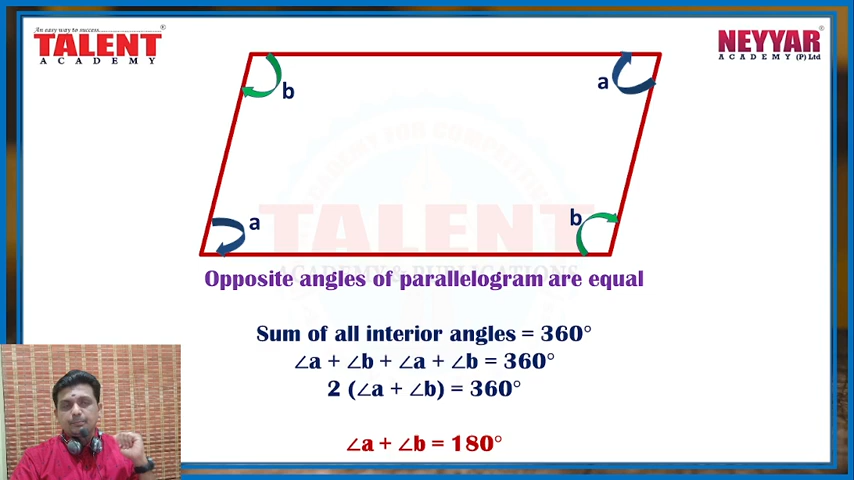 An easy way to success.....
TALENT
ACADEMY
NEYYAR
ACADEMY (P) Ltd
b
a
a
b
TALENT
Opposite angles of parallelogram are equal
Sum of all interior angles = 360°
∠a + ∠b + ∠a + ∠b = 360°
2 (∠a + ∠b) = 360°
∠a + ∠b = 180°